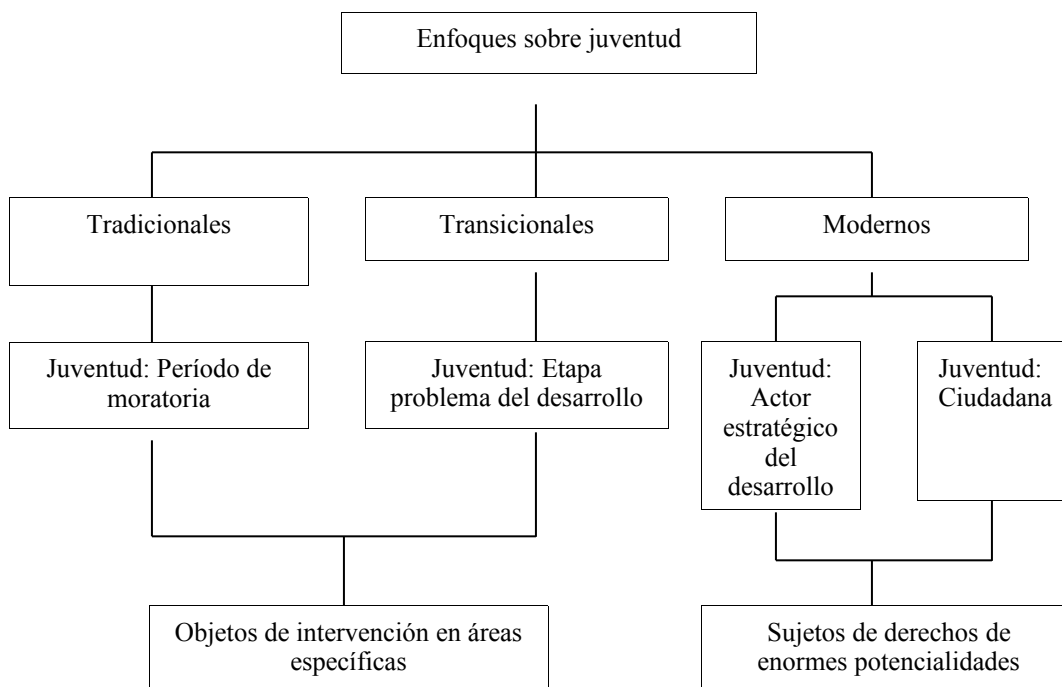 Enfoques sobre juventud
Tradicionales
Transicionales
Modernos
Juventud: Período de
moratoria
Juventud: Etapa
problema del desarrollo
Juventud:
Actor
estratégico
del
desarrollo
Juventud:
Ciudadana
Objetos de intervención en áreas
específicas
Sujetos de derechos de
enormes potencialidades